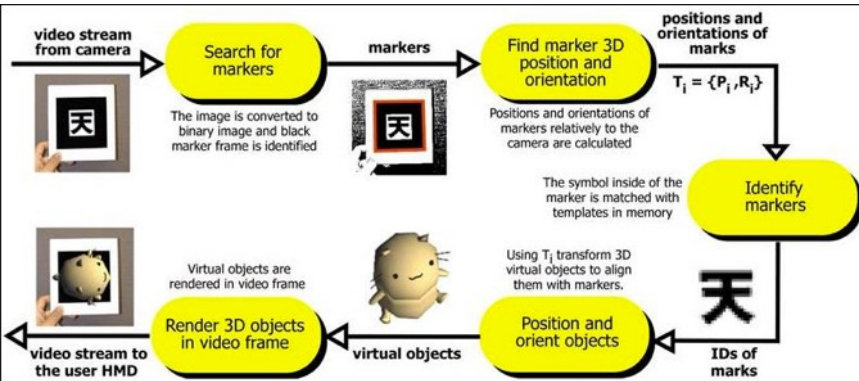 video stream
from camera
Search for
markers
The image is converted to
binary image and black
marker frame is identified
天
markers
天
Find marker 3D
position and
orientation
Positions and orientations of
markers relatively to the
camera are calculated
positions and
orientations of
marks
Ti = {Pi ,Ri}
The symbol inside of the
marker is matched with
templates in memory
Identify
markers
天
IDs of
marks
Using Ti transform 3D
virtual objects to align
them with markers.
Position and
orient objects
virtual objects
Virtual objects are
rendered in video frame
Render 3D objects
in video frame
video stream to
the user HMD